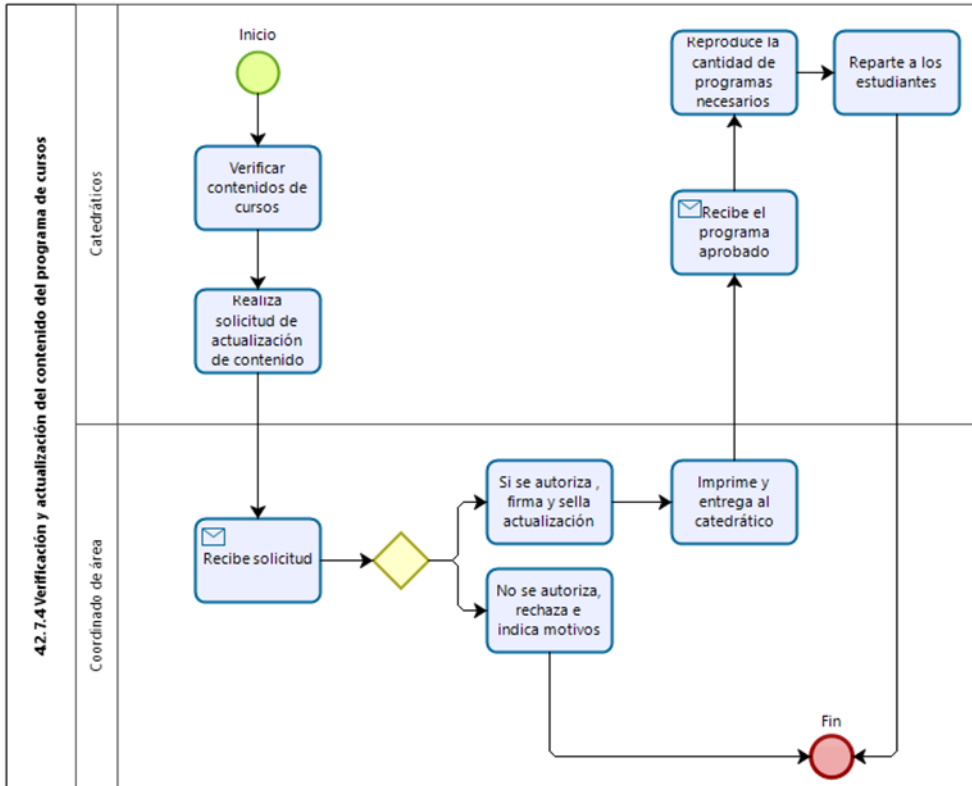 4.2.7.4 Verificación y actualización del contenido del programa de cursos
Catedráticos
Inicio
Verificar
contenidos de
cursos
Realiza
solicitud de
actualización
de contenido
Reproduce la
cantidad de
programas
necesarios
Reparte a los
estudiantes
Recibe el
programa
aprobado
Coordinado de área
Recibe solicitud
Si se autoriza ,
firma y sella
actualización
Imprime y
entrega al
catedrático
No se autoriza,
rechaza e
indica motivos
Fin